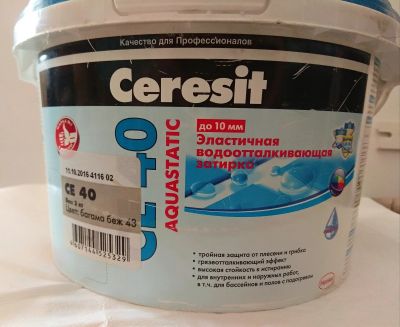 Качество для Профессионалов
Ceresit
CE 40
AQUASTATIC
до 10 мм
Эластичная
водоотталкивающая
затирка
CE 40
Цвет: багама беж 43
• тройная защита от плесени и грибка
• грязеотталкивающий эффект
• высокая стойкость к истиранию
• для внутренних и наружных работ,
в т.ч. для бассейнов и полов с подогревом
Henkel